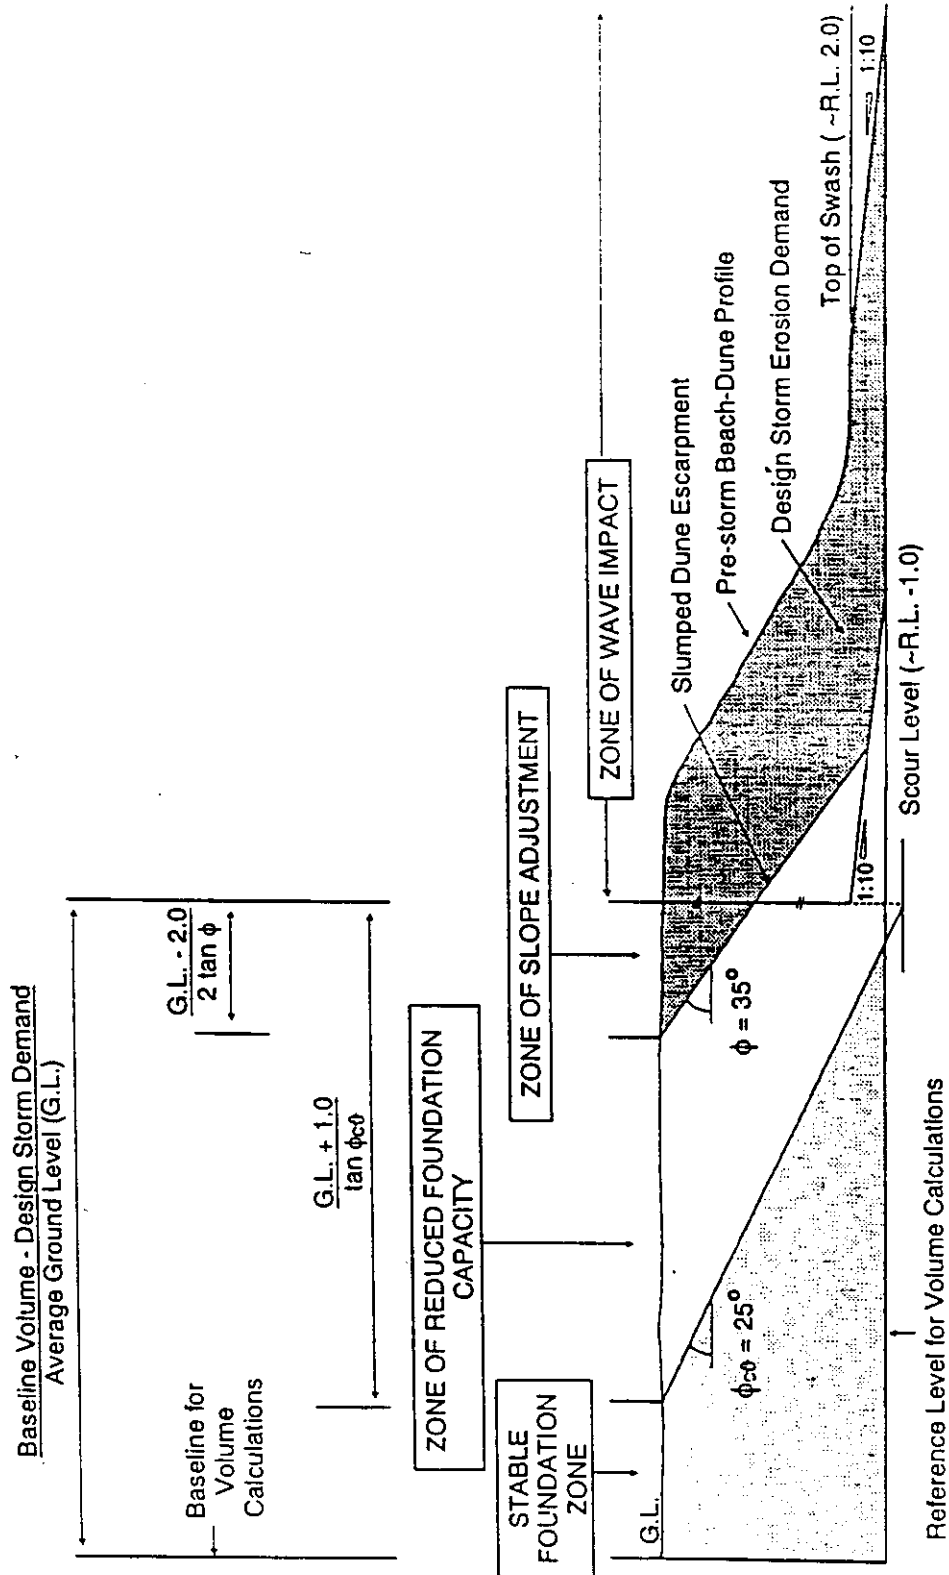 Baseline Volume - Design Storm Demand
Average Ground Level (G.L.)
G.L. - 2.0
2 tan ϕ
Baseline for
Volume
Calculations
G.L. + 1.0
tan ϕc0
ZONE OF REDUCED FOUNDATION
CAPACITY
STABLE
FOUNDATION
ZONE
ZONE OF SLOPE ADJUSTMENT
ZONE OF WAVE IMPACT
G.L.
Slumped Dune Escarpment
Pre-storm Beach-Dune Profile
Design Storm Erosion Demand
Top of Swash (~R.L. 2.0)
ϕ = 35°
ϕc0 = 25°
1:10
1:10
Scour Level (~R.L. -1.0)
Reference Level for Volume Calculations